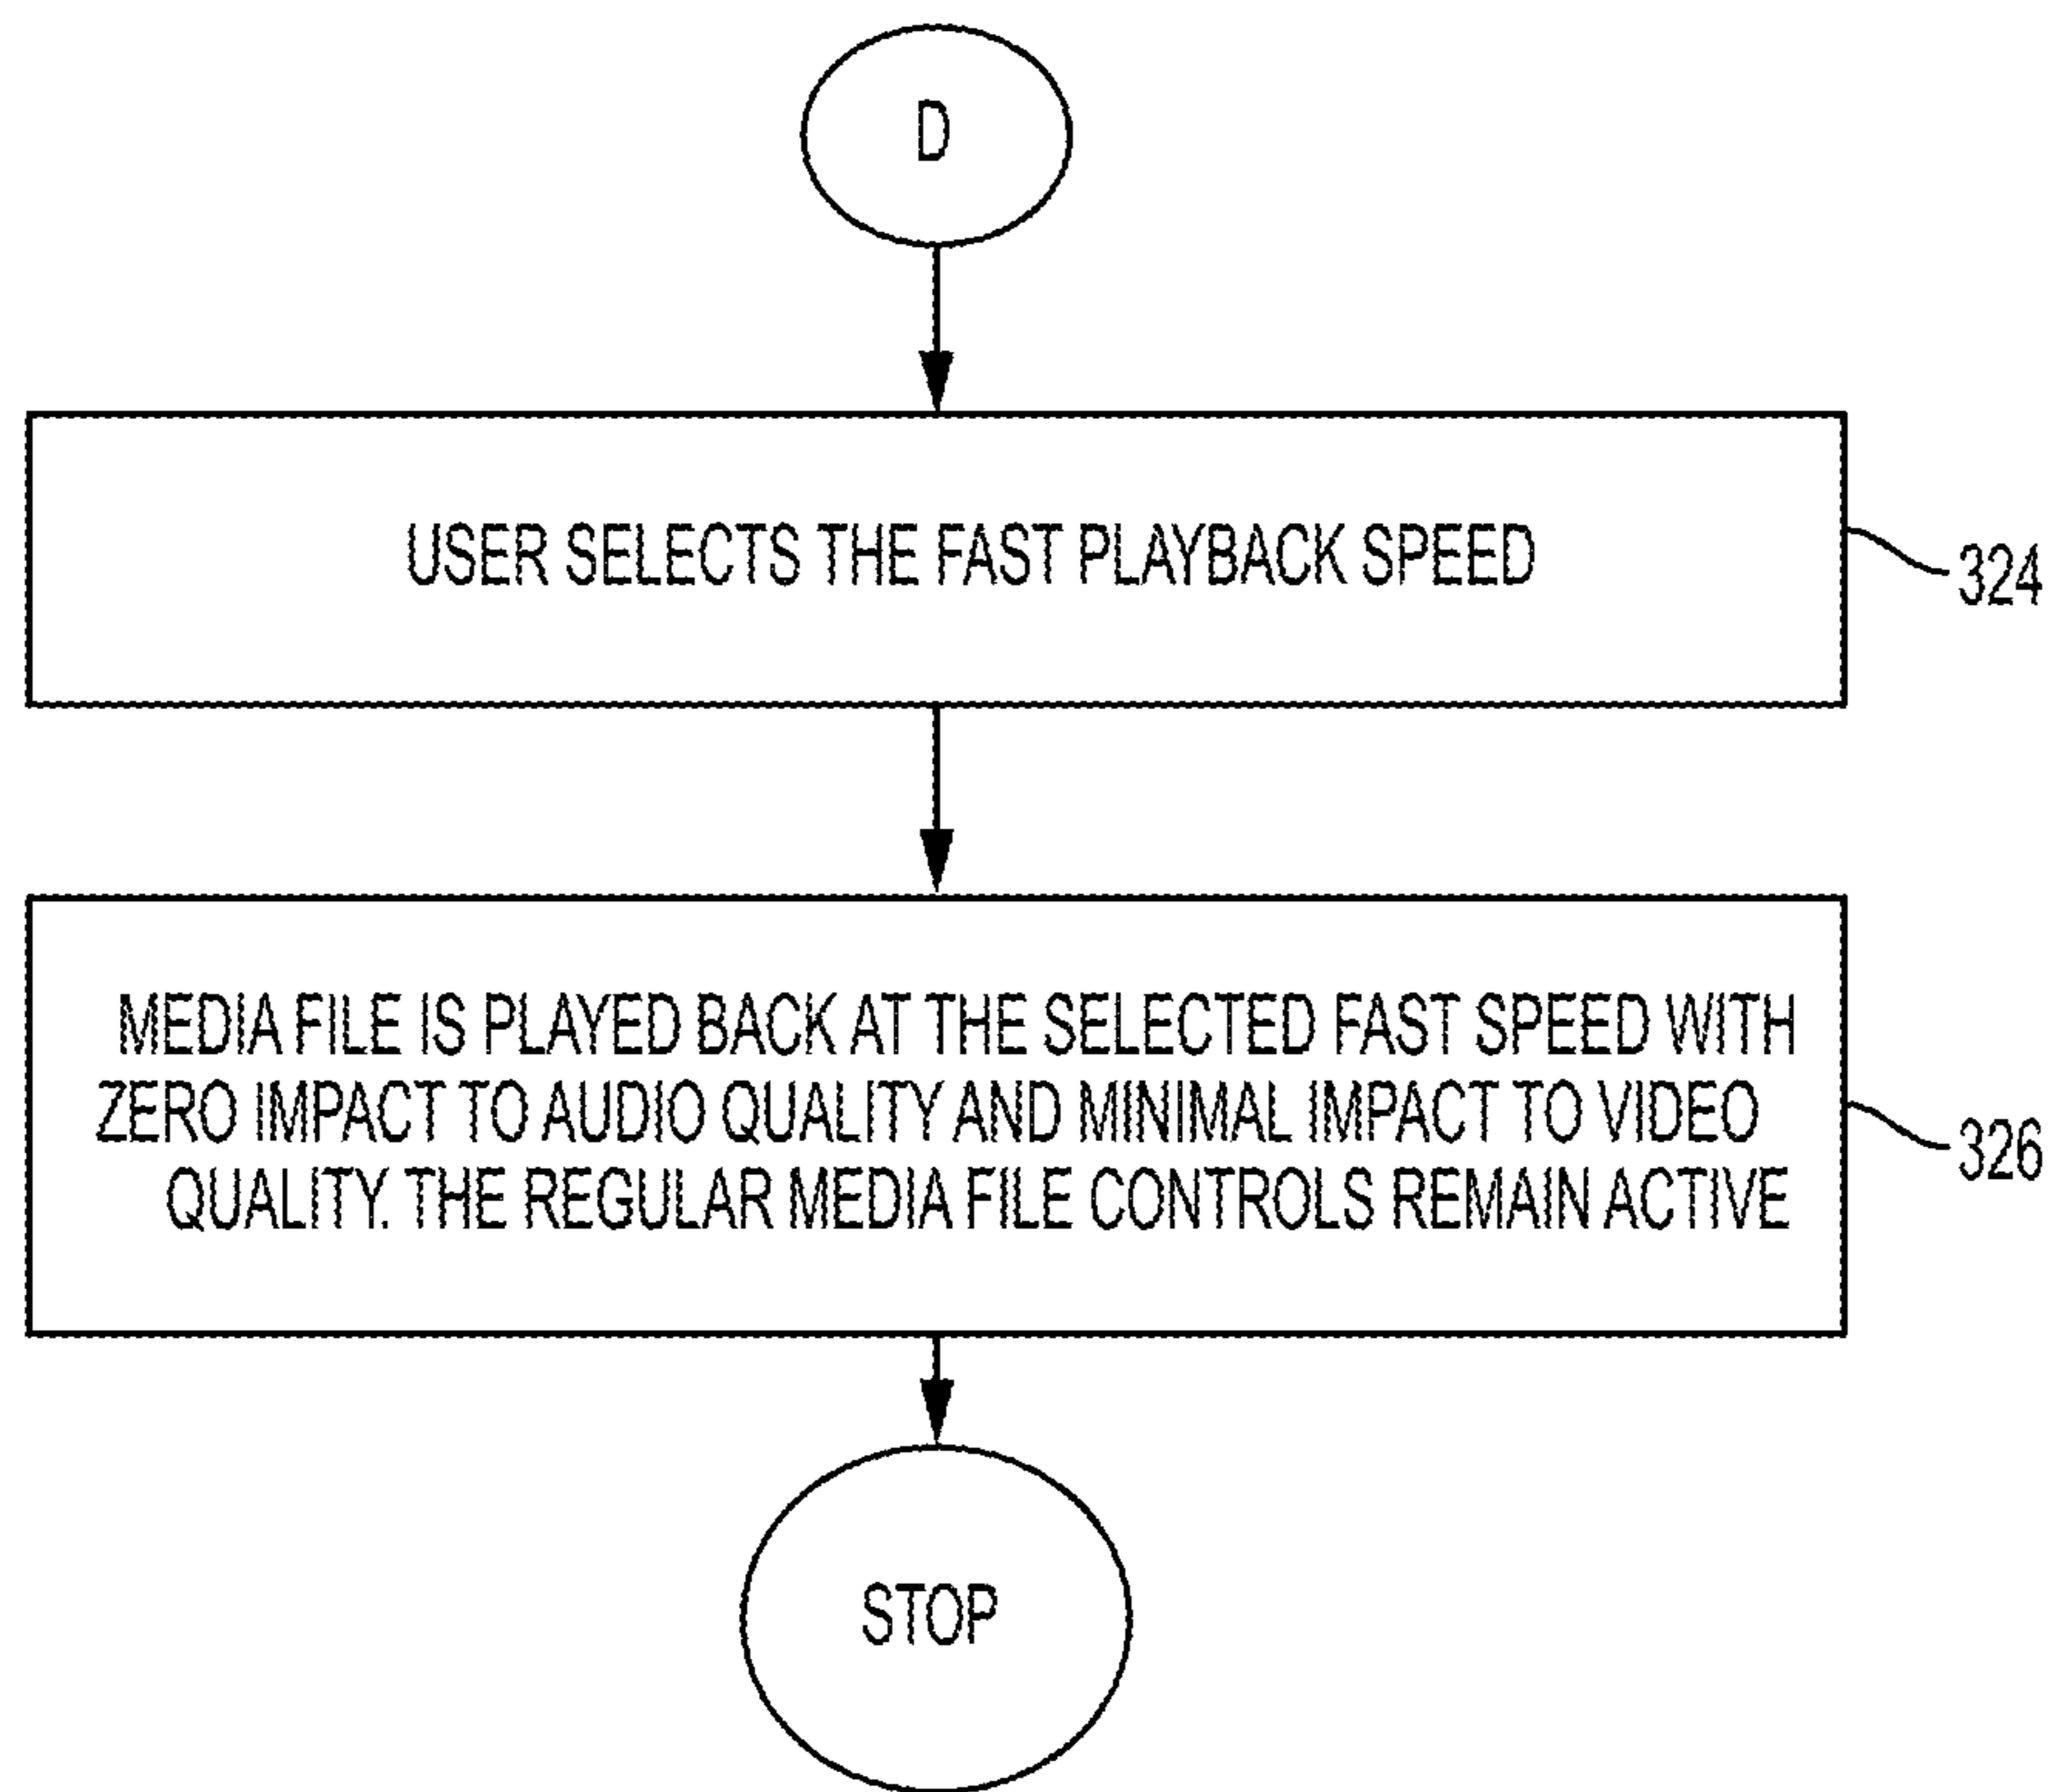 D
USER SELECTS THE FAST PLAYBACK SPEED
324
MEDIA FILE IS PLAYED BACK AT THE SELECTED FAST SPEED WITH
ZERO IMPACT TO AUDIO QUALITY AND MINIMAL IMPACT TO VIDEO
QUALITY. THE REGULAR MEDIA FILE CONTROLS REMAIN ACTIVE
326
STOP